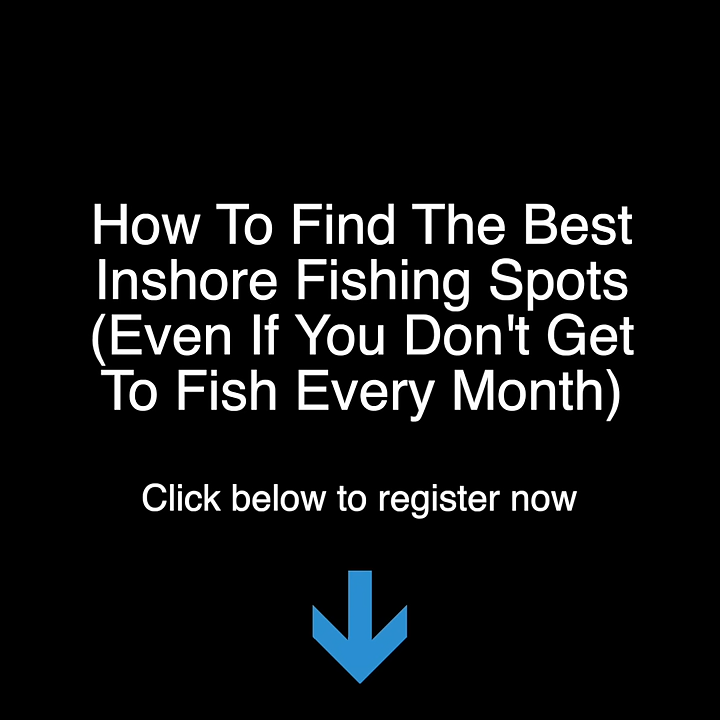 How To Find The Best
Inshore Fishing Spots
(Even If You Don't Get
To Fish Every Month)
Click below to register now